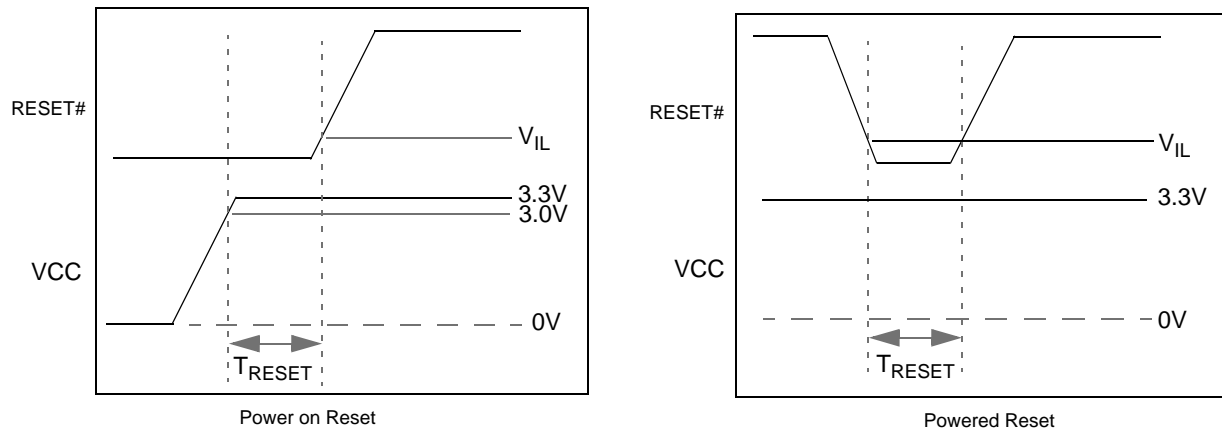 RESET#
VIL
3.3V
3.0V
VCC
0V
TRESET
Power on Reset
RESET#
VIL
3.3V
VCC
0V
TRESET
Powered Reset